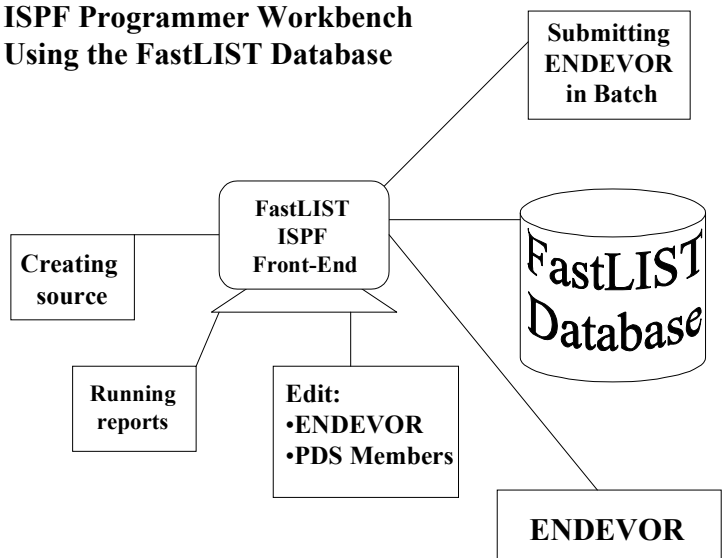 ISPF Programmer Workbench
Using the FastLIST Database
Submitting
ENDEVOR
in Batch
FastLIST
ISPF
Front-End
Creating
source
FastLIST
Database
Running
reports
Edit:
•ENDEVOR
•PDS Members
ENDEVOR